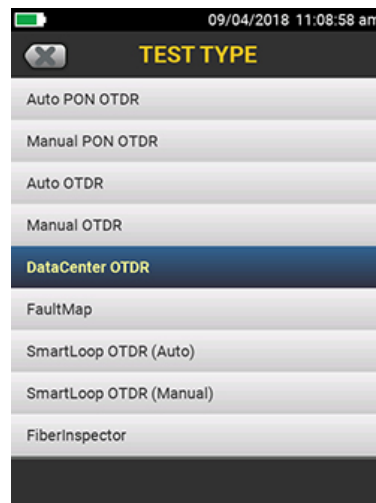 09/04/2018 11:08:58 am
TEST TYPE
Auto PON OTDR
Manual PON OTDR
Auto OTDR
Manual OTDR
DataCenter OTDR
FaultMap
SmartLoop OTDR (Auto)
SmartLoop OTDR (Manual)
FiberInspector